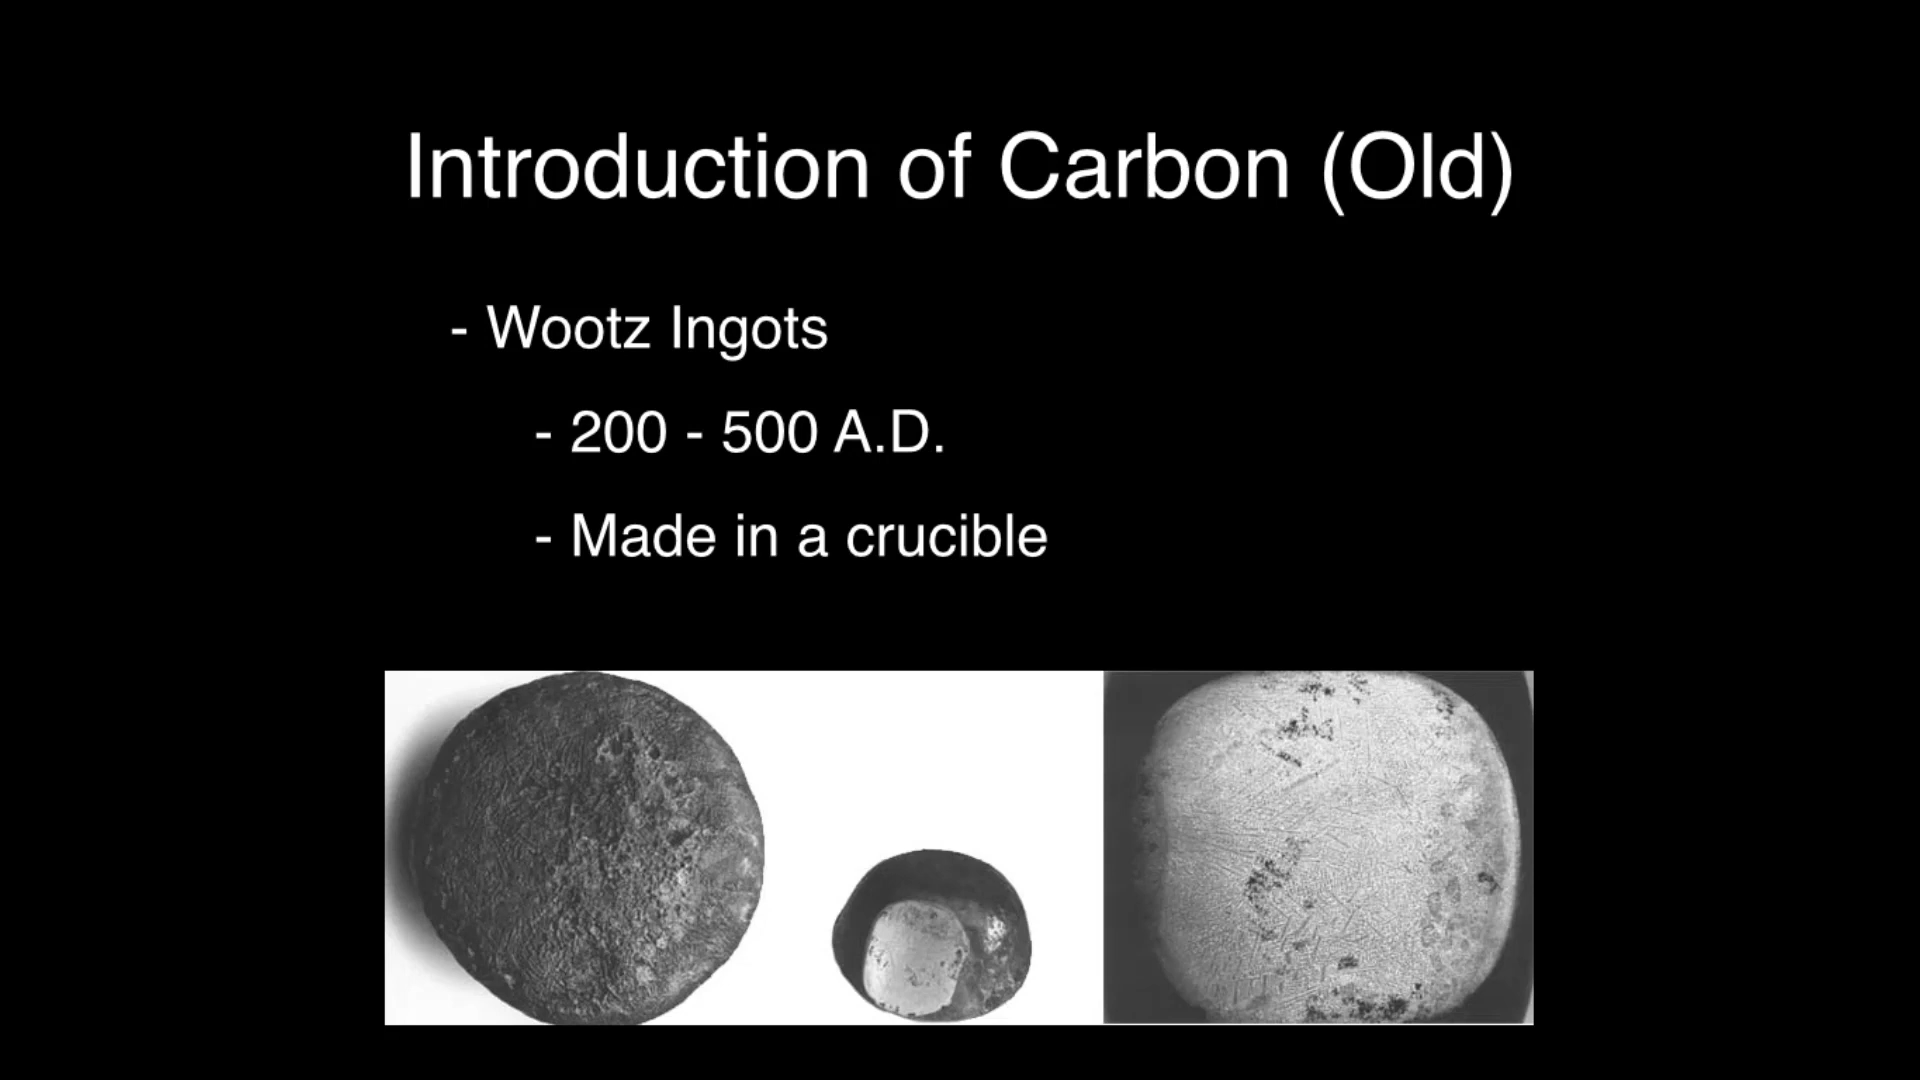 Introduction of Carbon (Old)
- Wootz Ingots
- 200 - 500 A.D.
- Made in a crucible